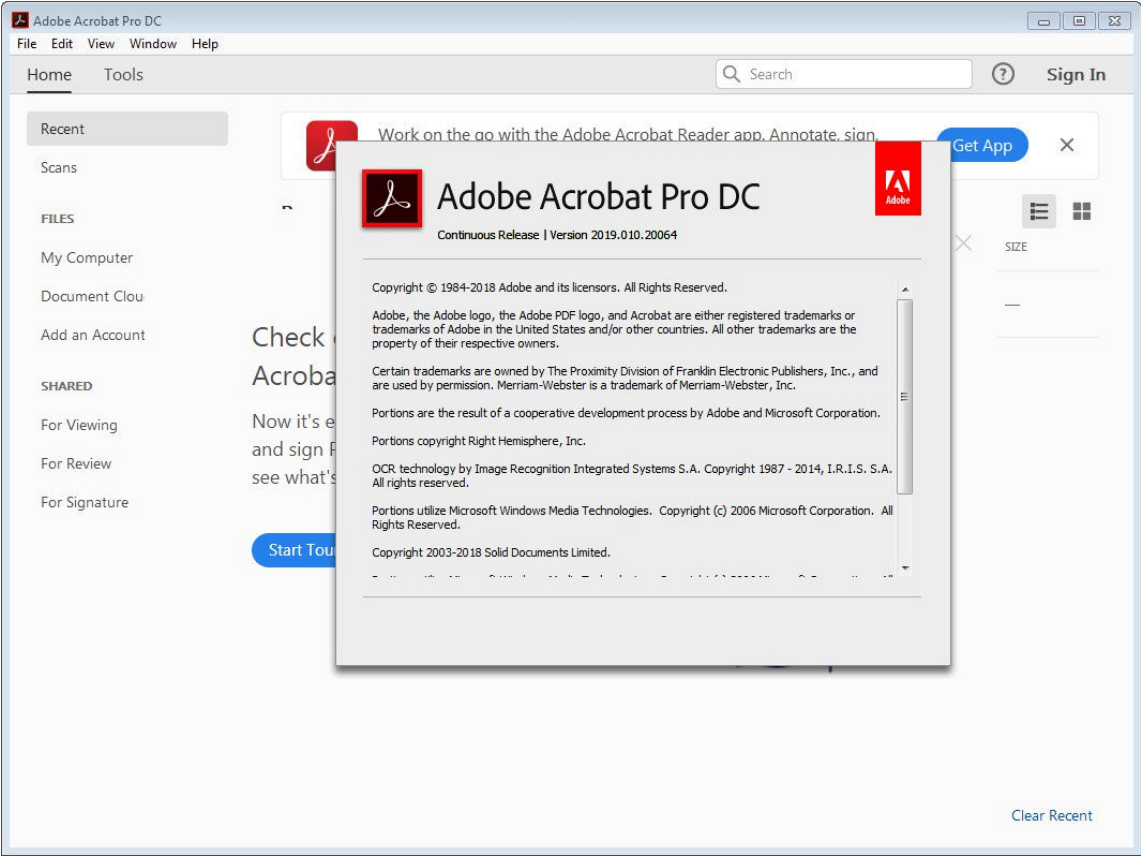 Adobe Acrobat Pro DC
File Edit View Window Help
Home Tools
Search
? Sign In
Recent
Scans
FILES
My Computer
Document Clou
Add an Account
SHARED
For Viewing
For Review
For Signature
Work on the go with the Adobe Acrobat Reader app. Annotate, sign,
Get App
SIZE
—
Check
Acroba
Now it's e
and sign
see what's
Start Tou
Adobe Acrobat Pro DC
Adobe
Continuous Release | Version 2019.010.20064
Copyright © 1984-2018 Adobe and its licensors. All Rights Reserved.
Adobe, the Adobe logo, the Adobe PDF logo, and Acrobat are either registered trademarks or
trademarks of Adobe in the United States and/or other countries. All other trademarks are the
property of their respective owners.
Certain trademarks are owned by The Proximity Division of Franklin Electronic Publishers, Inc., and
are used by permission. Merriam-Webster is a trademark of Merriam-Webster, Inc.
Portions are the result of a cooperative development process by Adobe and Microsoft Corporation.
Portions copyright Right Hemisphere, Inc.
OCR technology by Image Recognition Integrated Systems S.A. Copyright 1987 - 2014, I.R.I.S. S.A.
All rights reserved.
Portions utilize Microsoft Windows Media Technologies. Copyright (c) 2006 Microsoft Corporation. All
Rights Reserved.
Copyright 2003-2018 Solid Documents Limited.
Clear Recent